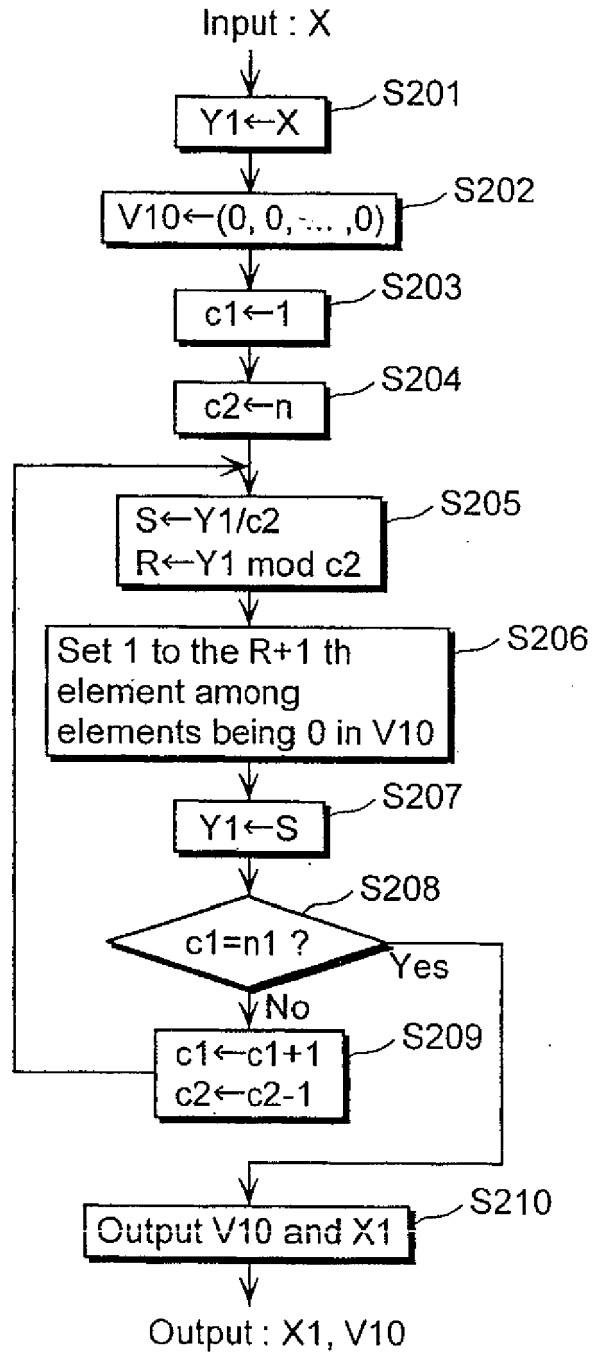 Input : X
S201
Y1←X
S202
V10←(0, 0, ... ,0)
S203
c1←1
S204
c2←n
S205
S←Y1/c2
R←Y1 mod c2
S206
Set 1 to the R+1 th
element among
elements being 0 in V10
S207
Y1←S
S208
c1=n1 ?
Yes
No
S209
c1←c1+1
c2←c2-1
S210
Output V10 and X1
Output : X1, V10